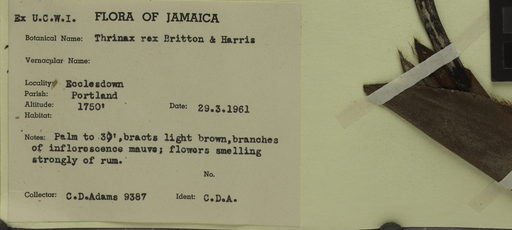 Ex U.C.W.I. FLORA OF JAMAICA
Botanical Name: Thrinax rex Britton & Harris
Vernacular Name:
Locality: Ecclesdown
Parish: Portland
Altitude: 1750' Date: 29.3.1961
Habitat:
Notes: Palm to 30', bracts light brown, branches
of inflorescence mauve; flowers smelling
strongly of rum.
No.
Collector: C.D.Adams 9387 Ident: C.D.A.